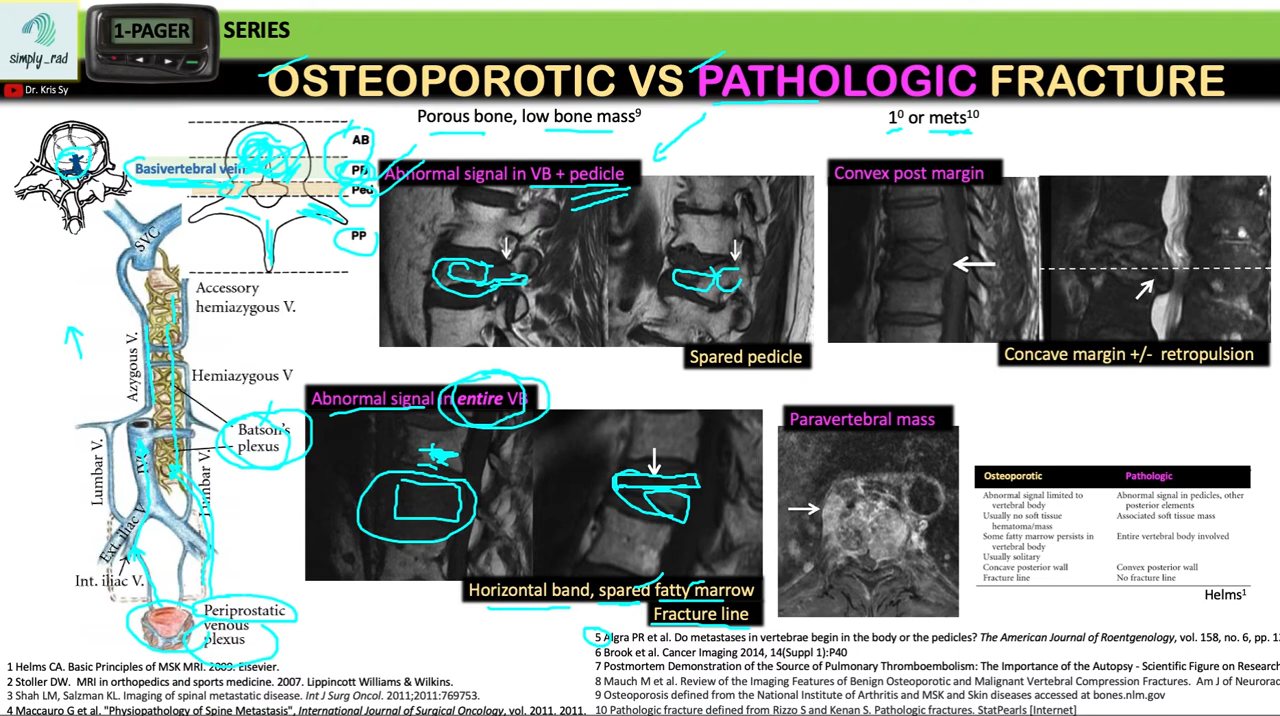 1-PAGER
SERIES
simply_rad
Dr. Kris Sy
OSTEOPOROTIC VS PATHOLOGIC FRACTURE
Porous bone, low bone mass9
10 or mets10
AB
Basivertebral vein
PB
Ped
PP
Abnormal signal in VB + pedicle
Convex post margin
SVC
Accessory
hemiazygous V.
Azygous V.
Spared pedicle
Concave margin +/- retropulsion
Hemiazygous V
Abnormal signal in entire VB
Batson's
plexus
Paravertebral mass
Lumbar V.
IVC
Lumbar V.
Osteoporotic Pathologic
Abnormal signal limited to vertebral body Abnormal signal in pedicles, other posterior elements
Usually no soft tissue hematoma/mass Associated soft tissue mass
Some fatty marrow persists in vertebral body Entire vertebral body involved
Usually solitary
Concave posterior wall Convex posterior wall
Fracture line No fracture line
Helms1
Ext. iliac V.
Int. iliac V.
Horizontal band, spared fatty marrow
Fracture line
Periprostatic
venous
plexus
1 Helms CA. Basic Principles of MSK MRI. 2009. Elsevier.
2 Stoller DW. MRI in orthopedics and sports medicine. 2007. Lippincott Williams & Wilkins.
3 Shah LM, Salzman KL. Imaging of spinal metastatic disease. Int J Surg Oncol. 2011;2011:769753.
4 Maccauro G et al. "Physiopathology of Spine Metastasis", International Journal of Surgical Oncology, vol. 2011. 2011.
5 Algra PR et al. Do metastases in vertebrae begin in the body or the pedicles? The American Journal of Roentgenology, vol. 158, no. 6, pp. 1
6 Brook et al. Cancer Imaging 2014, 14(Suppl 1):P40
7 Postmortem Demonstration of the Source of Pulmonary Thromboembolism: The Importance of the Autopsy - Scientific Figure on Research
8 Mauch M et al. Review of the Imaging Features of Benign Osteoporotic and Malignant Vertebral Compression Fractures. Am J of Neurorad
9 Osteoporosis defined from the National Institute of Arthritis and MSK and Skin diseases accessed at bones.nlm.gov
10 Pathologic fracture defined from Rizzo S and Kenan S. Pathologic fractures. StatPearls [Internet]